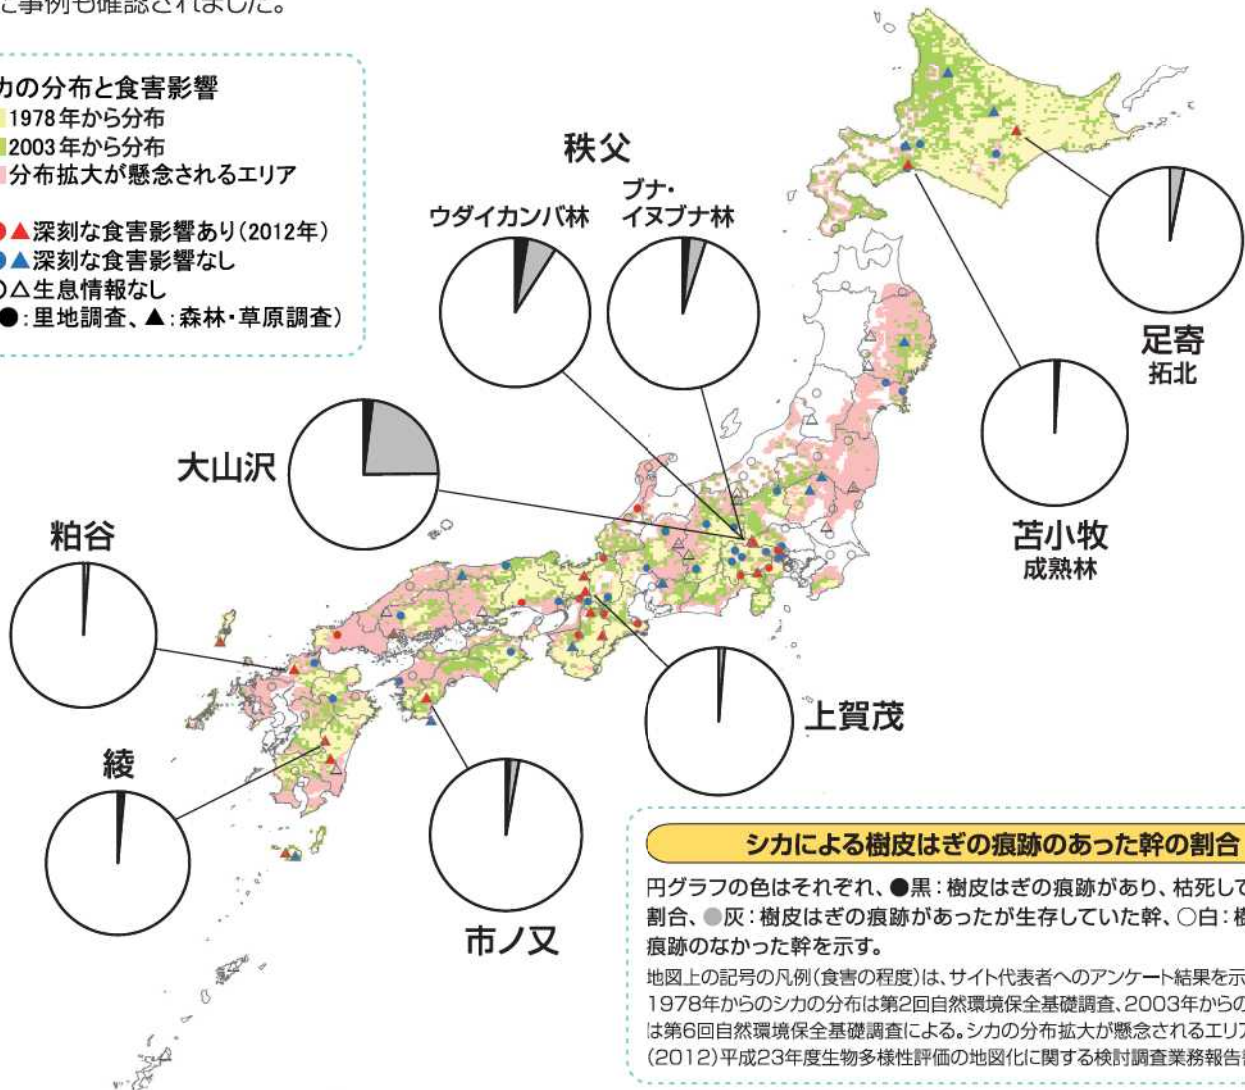 た事例も確認されました。
カの分布と食害影響
1978年から分布
2003年から分布
分布拡大が懸念されるエリア
●▲深刻な食害影響あり(2012年)
●▲深刻な食害影響なし
○△生息情報なし
●:里地調査、▲:森林・草原調査)
秩父
ウダイカンバ林
ブナ・
イヌブナ林
足寄
拓北
苫小牧
成熟林
大山沢
粕谷
綾
上賀茂
市ノ又
シカによる樹皮はぎの痕跡のあった幹の割合
円グラフの色はそれぞれ、●黒:樹皮はぎの痕跡があり、枯死して
割合、●灰:樹皮はぎの痕跡があったが生存していた幹、○白:樹
痕跡のなかった幹を示す。
地図上の記号の凡例(食害の程度)は、サイト代表者へのアンケート結果を示
1978年からのシカの分布は第2回自然環境保全基礎調査、2003年からの
は第6回自然環境保全基礎調査による。シカの分布拡大が懸念されるエリア
(2012)平成23年度生物多様性評価の地図化に関する検討調査業務報告書